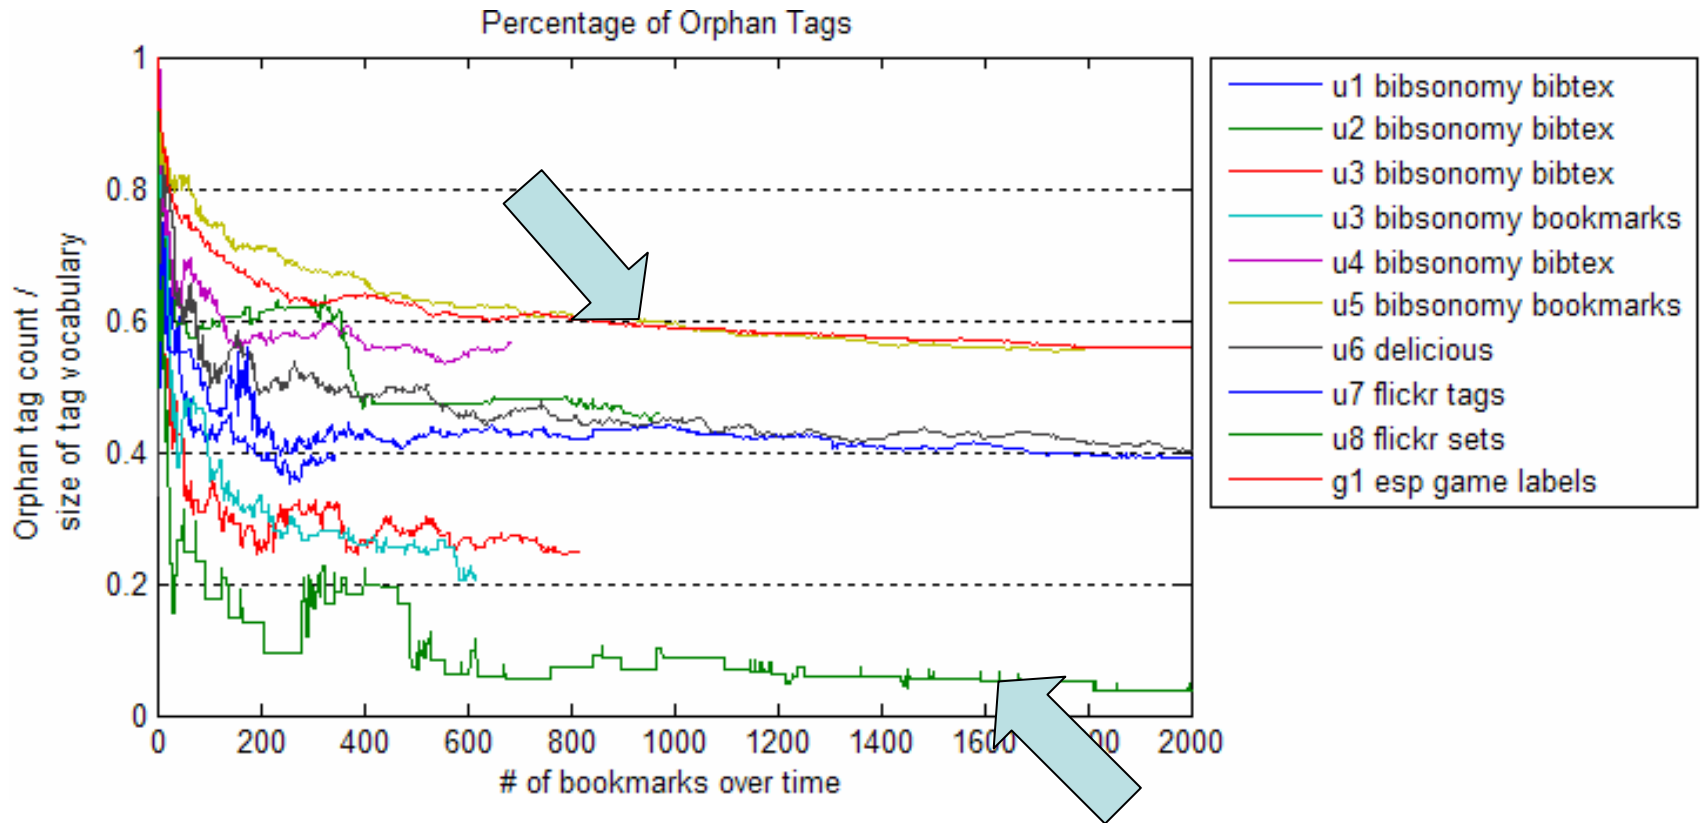 Percentage of Orphan Tags
1
0.8
0.6
0.4
0.2
0
Orphan tag count /
size of tag vocabulary
0 200 400 600 800 1000 1200 1400 2000
# of bookmarks over time
u1 bibsonomy bibtex
u2 bibsonomy bibtex
u3 bibsonomy bibtex
u3 bibsonomy bookmarks
u4 bibsonomy bibtex
u5 bibsonomy bookmarks
u6 delicious
u7 flickr tags
u8 flickr sets
g1 esp game labels